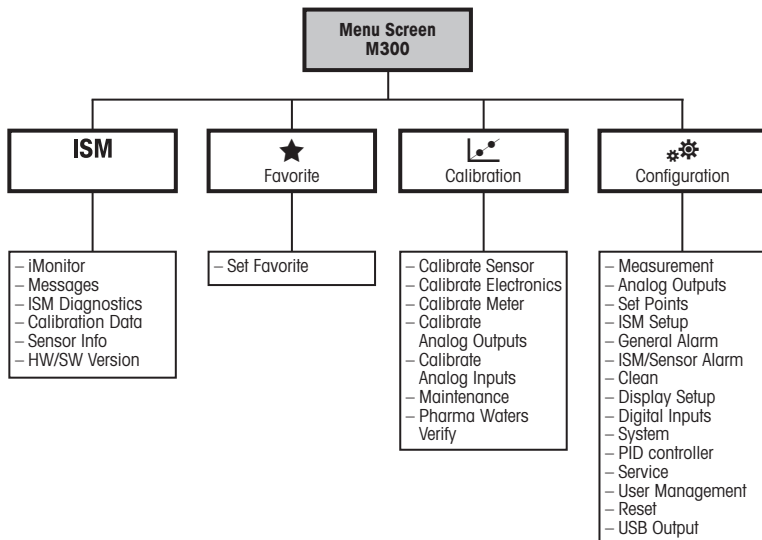 Menu Screen
M300
ISM
Favorite
Calibration
Configuration
– iMonitor
– Messages
– ISM Diagnostics
– Calibration Data
– Sensor Info
– HW/SW Version
– Set Favorite
– Calibrate Sensor
– Calibrate Electronics
– Calibrate Meter
– Calibrate
Analog Outputs
– Calibrate
Analog Inputs
– Maintenance
– Pharma Waters
Verify
– Measurement
– Analog Outputs
– Set Points
– ISM Setup
– General Alarm
– ISM/Sensor Alarm
– Clean
– Display Setup
– Digital Inputs
– System
– PID controller
– Service
– User Management
– Reset
– USB Output